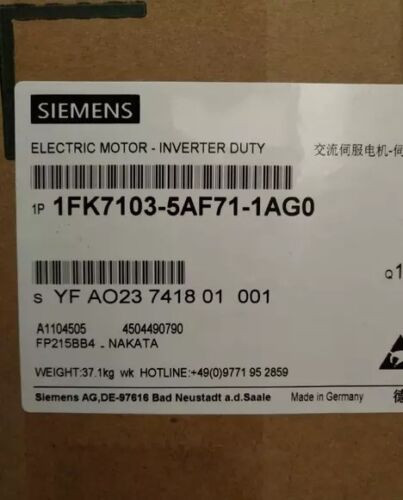 SIEMENS
ELECTRIC MOTOR - INVERTER DUTY 交流伺服电机-伺
1P 1FK7103-5AF71-1AG0
Q 1
S YF AO23 7418 01 001
A1104505 4504490790
FP215BB4 - NAKATA
WEIGHT:37.1kg wk HOTLINE:+49(0)9771 95 2859
Siemens AG,DE-97616 Bad Neustadt a.d.Saale Made in 德